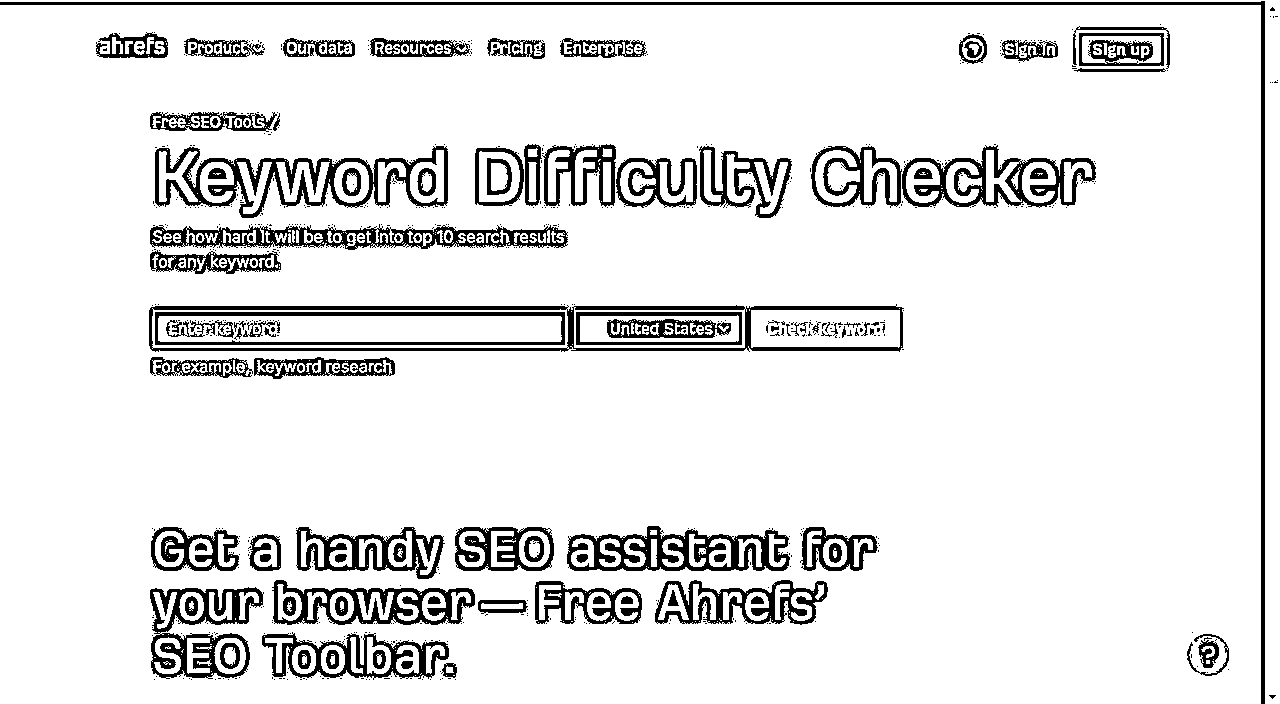 ahrefs Product Our data Resources Pricing Enterprise Sign in Sign up
Free SEO Tools /
Keyword Difficulty Checker
See how hard it will be to get into top 10 search results
for any keyword.
Enter keyword United States Check keyword
For example, keyword research
Get a handy SEO assistant for
your browser — Free Ahrefs’
SEO Toolbar.
?